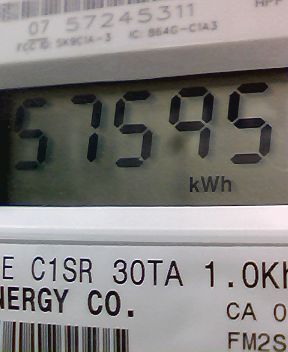 07 57245311
FCC ID: SK9C1A-3 IC: 864G-C1A3
57595
kWh
E C1SR 30TA 1.0Kh
NERGY CO.
CA 0
FM2S